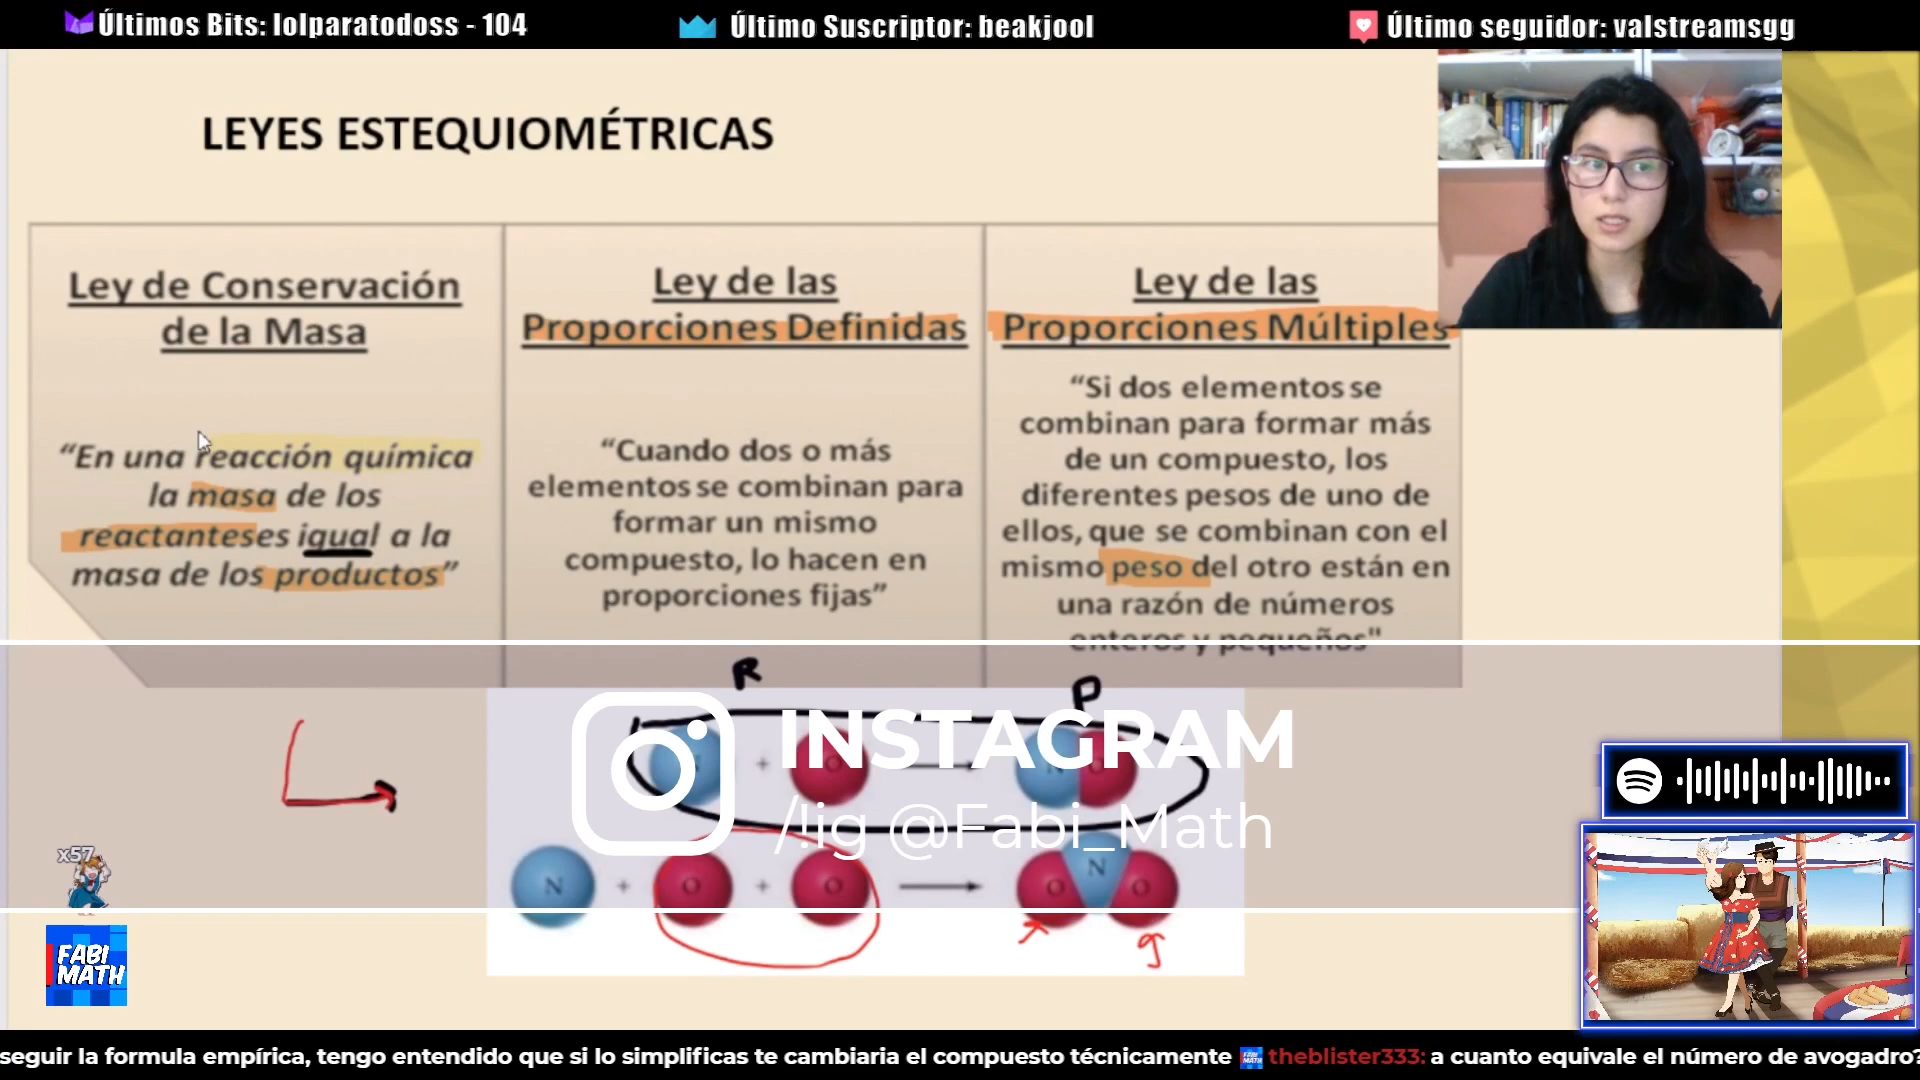 Últimos Bits: lolparatodoss - 104
Último Suscriptor: beakjool
Último seguidor: valstreamsgg
LEYES ESTEQUIOMÉTRICAS
Ley de Conservación
de la Masa
“En una reacción química
la masa de los
reactanteses igual a la
masa de los productos”
Ley de las
Proporciones Definidas
“Cuando dos o más
elementos se combinan para
formar un mismo
compuesto, lo hacen en
proporciones fijas”
Ley de las
Proporciones Múltiples
“Si dos elementos se
combinan para formar más
de un compuesto, los
diferentes pesos de uno de
ellos, que se combinan con el
mismo peso del otro están en
una razón de números
enteros y pequeños"
R
P
N + O N O
INSTAGRAM
/!ig @Fabi_Math
N + O + O O N O
x57
FABI
MATH
seguir la formula empírica, tengo entendido que si lo simplificas te cambiaria el compuesto técnicamente FABI MATH theblister333: a cuanto equivale el número de avogadro?